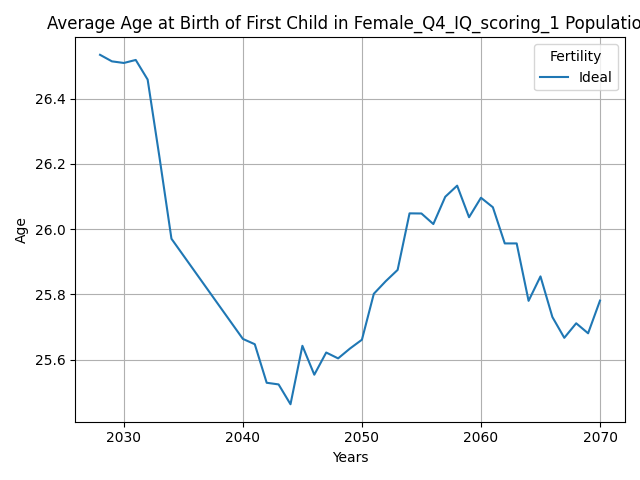 Average Age at Birth of First Child in Female_Q4_IQ_scoring_1 Populatio
Fertility
Ideal
26.4
26.2
26.0
25.8
25.6
Age
2030 2040 2050 2060 2070
Years